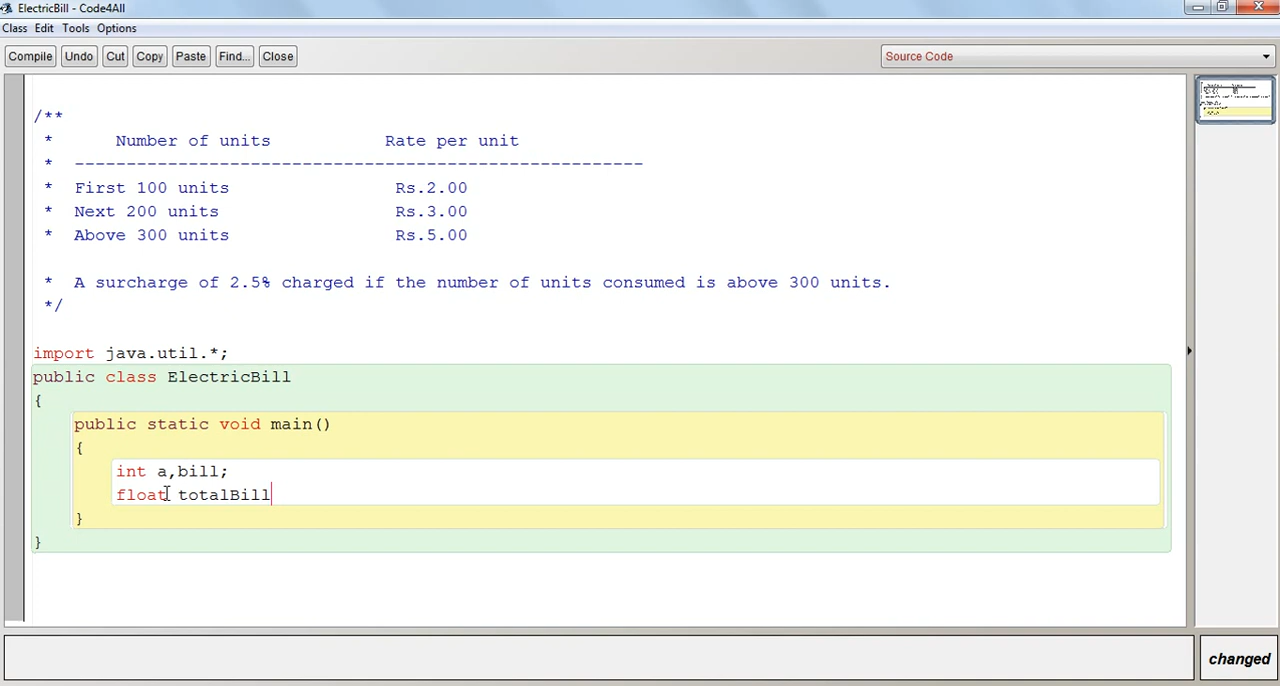 ElectricBill - Code4All
Class Edit Tools Options
Compile Undo Cut Copy Paste Find... Close Source Code
/**
* Number of units Rate per unit
* -------------------------------------------------------
* First 100 units Rs.2.00
* Next 200 units Rs.3.00
* Above 300 units Rs.5.00
* A surcharge of 2.5% charged if the number of units consumed is above 300 units.
*/
import java.util.*;
public class ElectricBill
{
public static void main()
{
int a,bill;
float totalBill
}
}
changed